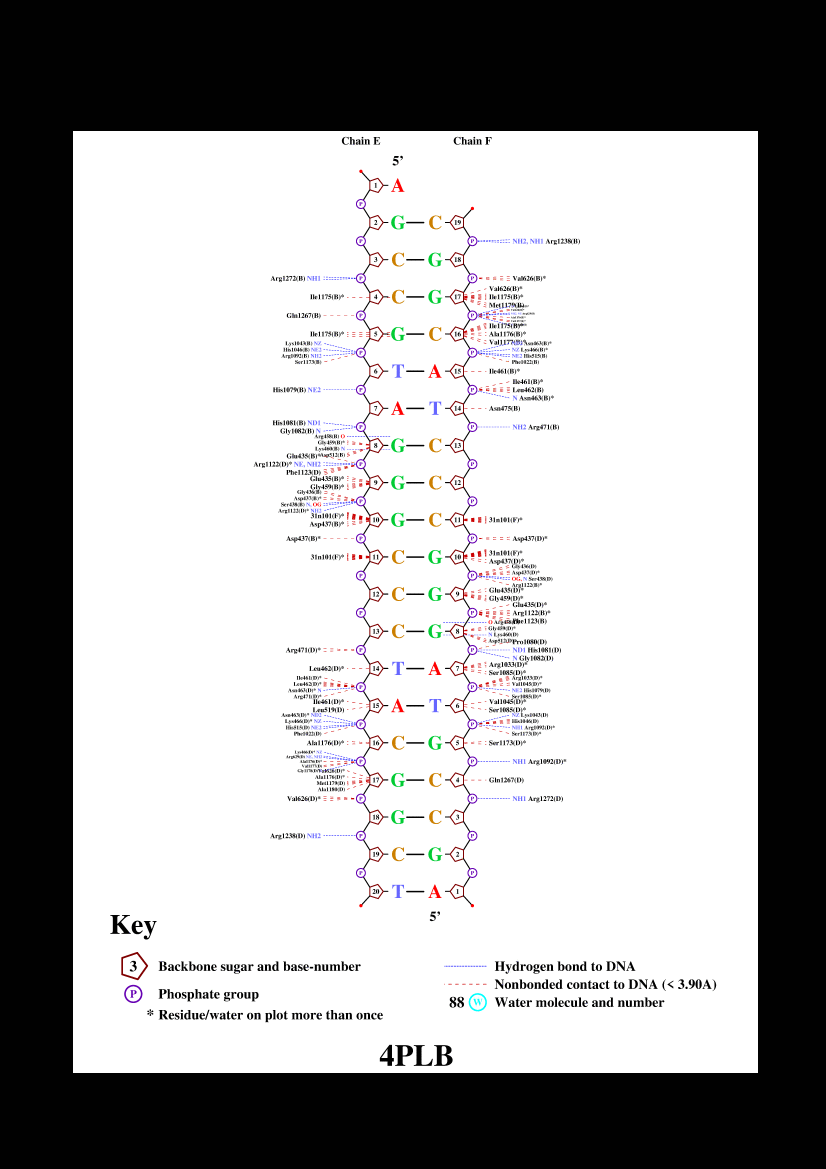 Chain E Chain F
5’
1 A
P
2 G C 19
P P NH2, NH1 Arg1238(B)
3 C G 18
Arg1272(B) NH1 P P Val626(B)*
Val626(B)*
Ile1175(B)* 4 C G 17 Ile1175(B)*
Met1179(B)
Gln1267(B) P P
Ile1175(B)*
Ile1175(B)* 5 G C 16 Ala1176(B)*
Lys1043(B) NZ
His1046(B) NE2 P P NZ Lys466(B)*
Arg1092(B) NH2 NE2 His515(B)
Ser1173(B) Phe1022(B)
6 T A 15 Ile461(B)*
Ile461(B)*
His1079(B) NE2 P P Leu462(B)
N Asn463(B)*
7 A T 14 Asn475(B)
His1081(B) ND1 P P NH2 Arg471(B)
Gly1082(B) N
Arg458(B) O
Gly459(B)* 8 G C 13
Lys460(B) N
Glu435(B)* Asp512(B)
Arg1122(D)* NE, NH2 P P
Phe1123(D)
Glu435(B)* 9 G C 12
Gly459(B)*
Gly436(B)
Asp437(B)* P P
Ser438(B) N, OG
Arg1122(D)* NH2
31n101(F)* 10 G C 11 31n101(F)*
Asp437(B)*
Asp437(B)* P P Asp437(D)*
31n101(F)* 11 C G 10 31n101(F)*
Asp437(D)*
Gly436(D)
P P Asp437(D)*
OG, N Ser438(D)
Arg1122(B)*
12 C G 9 Glu435(D)*
Gly459(D)*
Glu435(D)*
P P Arg1122(B)*
Phe1123(B)
13 C G 8 Gly459(D)*
N Lys460(D)
Pro1080(D)
Arg471(D)* P P ND1 His1081(D)
N Gly1082(D)
Leu462(D)* 14 T A 7 Arg1033(D)*
Ser1085(D)*
Ile461(D)* Arg1033(D)*
Leu462(D)* P P Val1045(D)*
Asn463(D)* N NE2 His1079(D)
Arg471(D)* Ser1085(D)*
Ile461(D)* 15 A T 6 Val1045(D)*
Leu519(D) Ser1085(D)*
Asn463(D)* ND2 NZ Lys1043(D)
Lys466(D)* NZ P P His1046(D)
His515(D) NE2 NH1 Arg1092(D)*
Phe1022(D) Ser1173(D)*
Ala1176(D)* 16 C G 5 Ser1173(D)*
Lys466(D)* NZ
P P NH1 Arg1092(D)*
Ala1176(D)*
Val1177(D)
Ala1176(D)* 17 G C 4 Gln1267(D)
Met1179(D)
Ala1180(D)
Val626(D)* P P NH1 Arg1272(D)
18 G C 3
Arg1238(D) NH2 P P
19 C G 2
P P
20 T A 1
5’
Key
3 Backbone sugar and base-number
P Phosphate group
* Residue/water on plot more than once
Hydrogen bond to DNA
Nonbonded contact to DNA (< 3.90A)
88 W Water molecule and number
4PLB